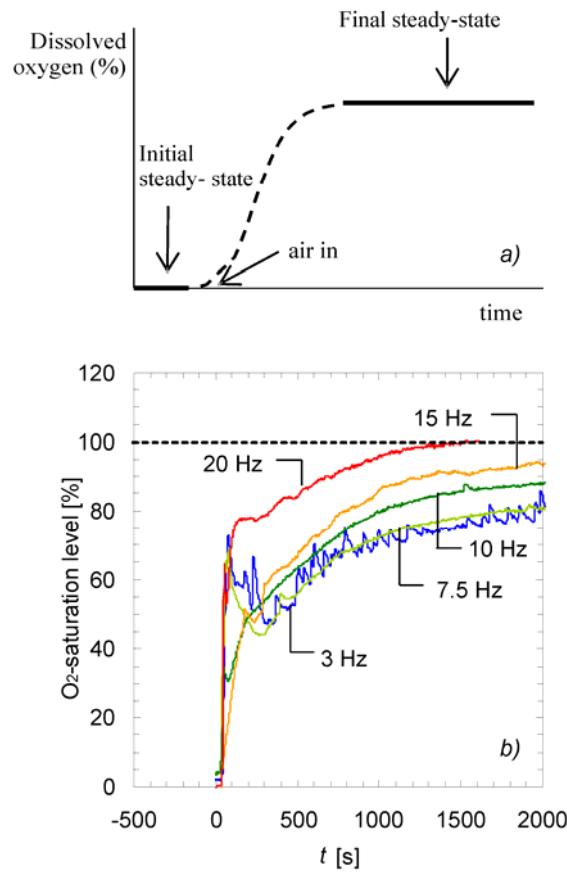 Dissolved
oxygen (%)
Final steady-state
Initial
steady- state
air in
a)
time
O2-saturation level [%]
120
100
80
60
40
20
0
15 Hz
20 Hz
10 Hz
7.5 Hz
3 Hz
b)
-500 0 500 1000 1500 2000
t [s]